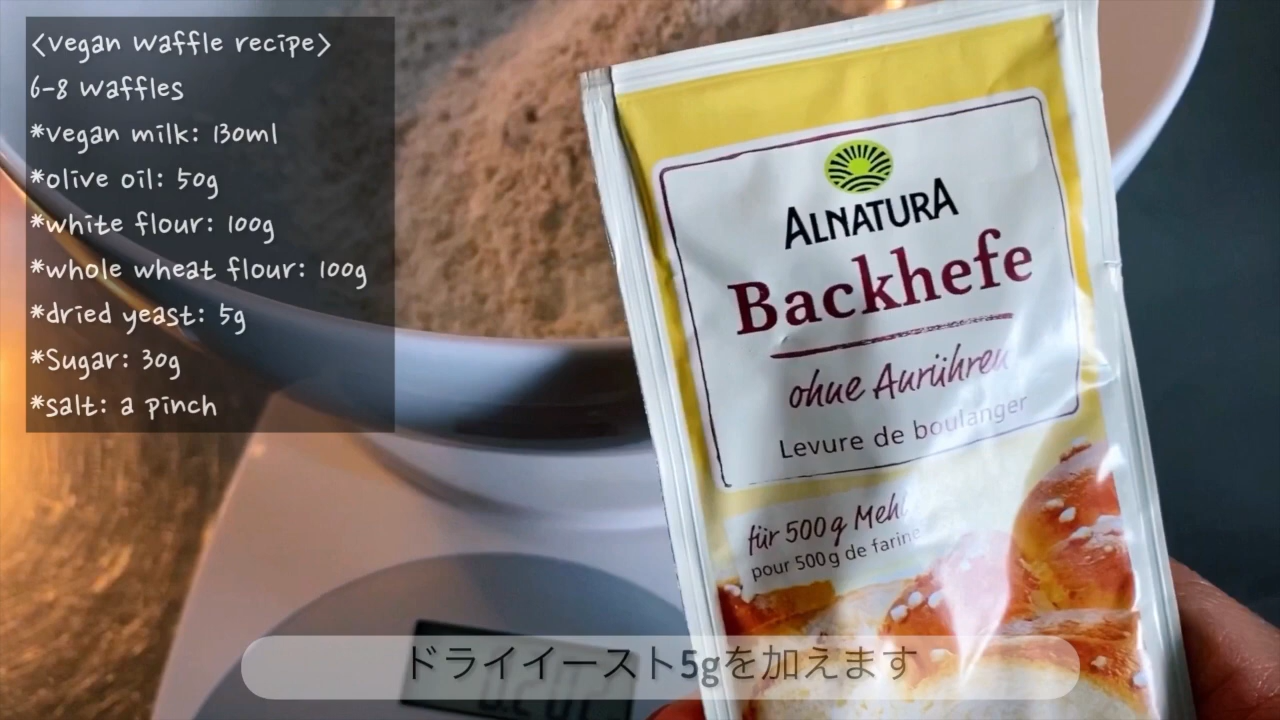 <vegan waffle recipe>
6-8 waffles
*vegan milk: 130ml
*olive oil: 50g
*white flour: 100g
*whole wheat flour: 100g
*dried yeast: 5g
*Sugar: 30g
*salt: a pinch
ALNATURA
Backhefe
ohne Anrühren
Levure de boulanger
für 500g Mehl
pour 500g de farine
ドライイースト5gを加えます